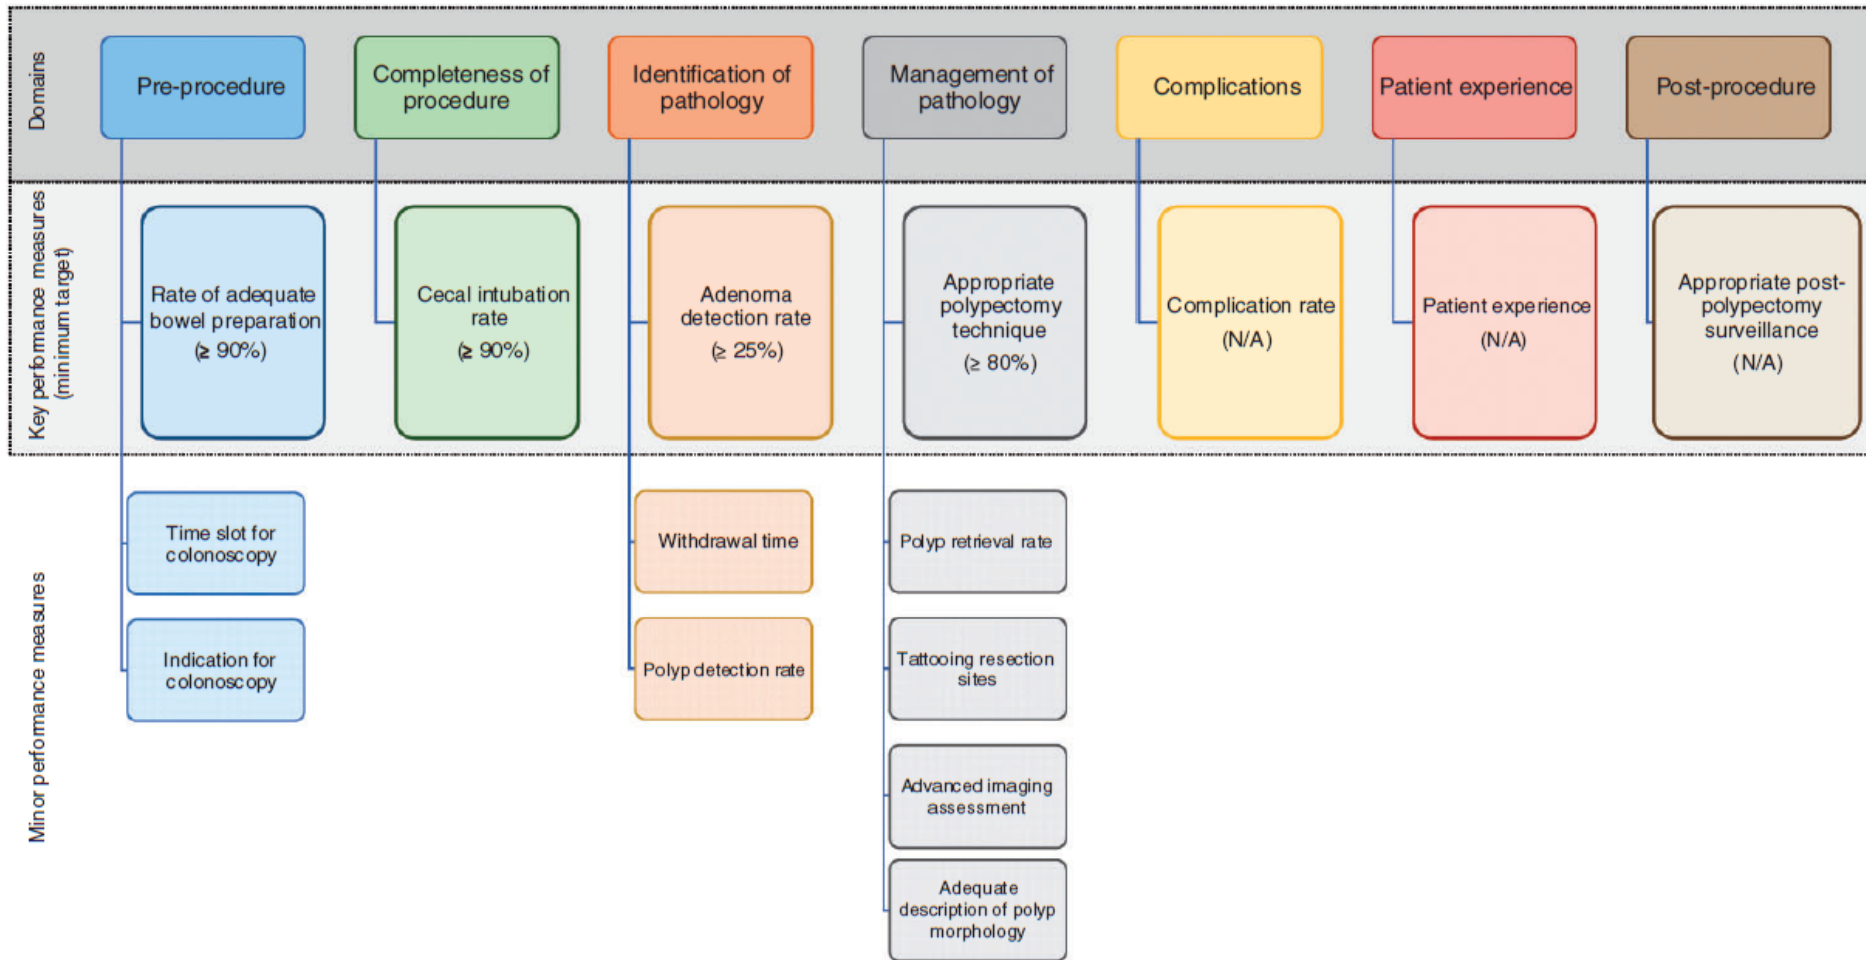 Domains
Pre-procedure
Completeness of
procedure
Identification of
pathology
Management of
pathology
Complications
Patient experience
Post-procedure
Key performance measures
(minimum target)
Rate of adequate
bowel preparation
(≥ 90%)
Cecal intubation
rate
(≥ 90%)
Adenoma
detection rate
(≥ 25%)
Appropriate
polypectomy
technique
(≥ 80%)
Complication rate
(N/A)
Patient experience
(N/A)
Appropriate post-
polypectomy
surveillance
(N/A)
Minor performance measures
Time slot for
colonoscopy
Indication for
colonoscopy
Withdrawal time
Polyp detection rate
Polyp retrieval rate
Tattooing resection
sites
Advanced imaging
assessment
Adequate
description of polyp
morphology